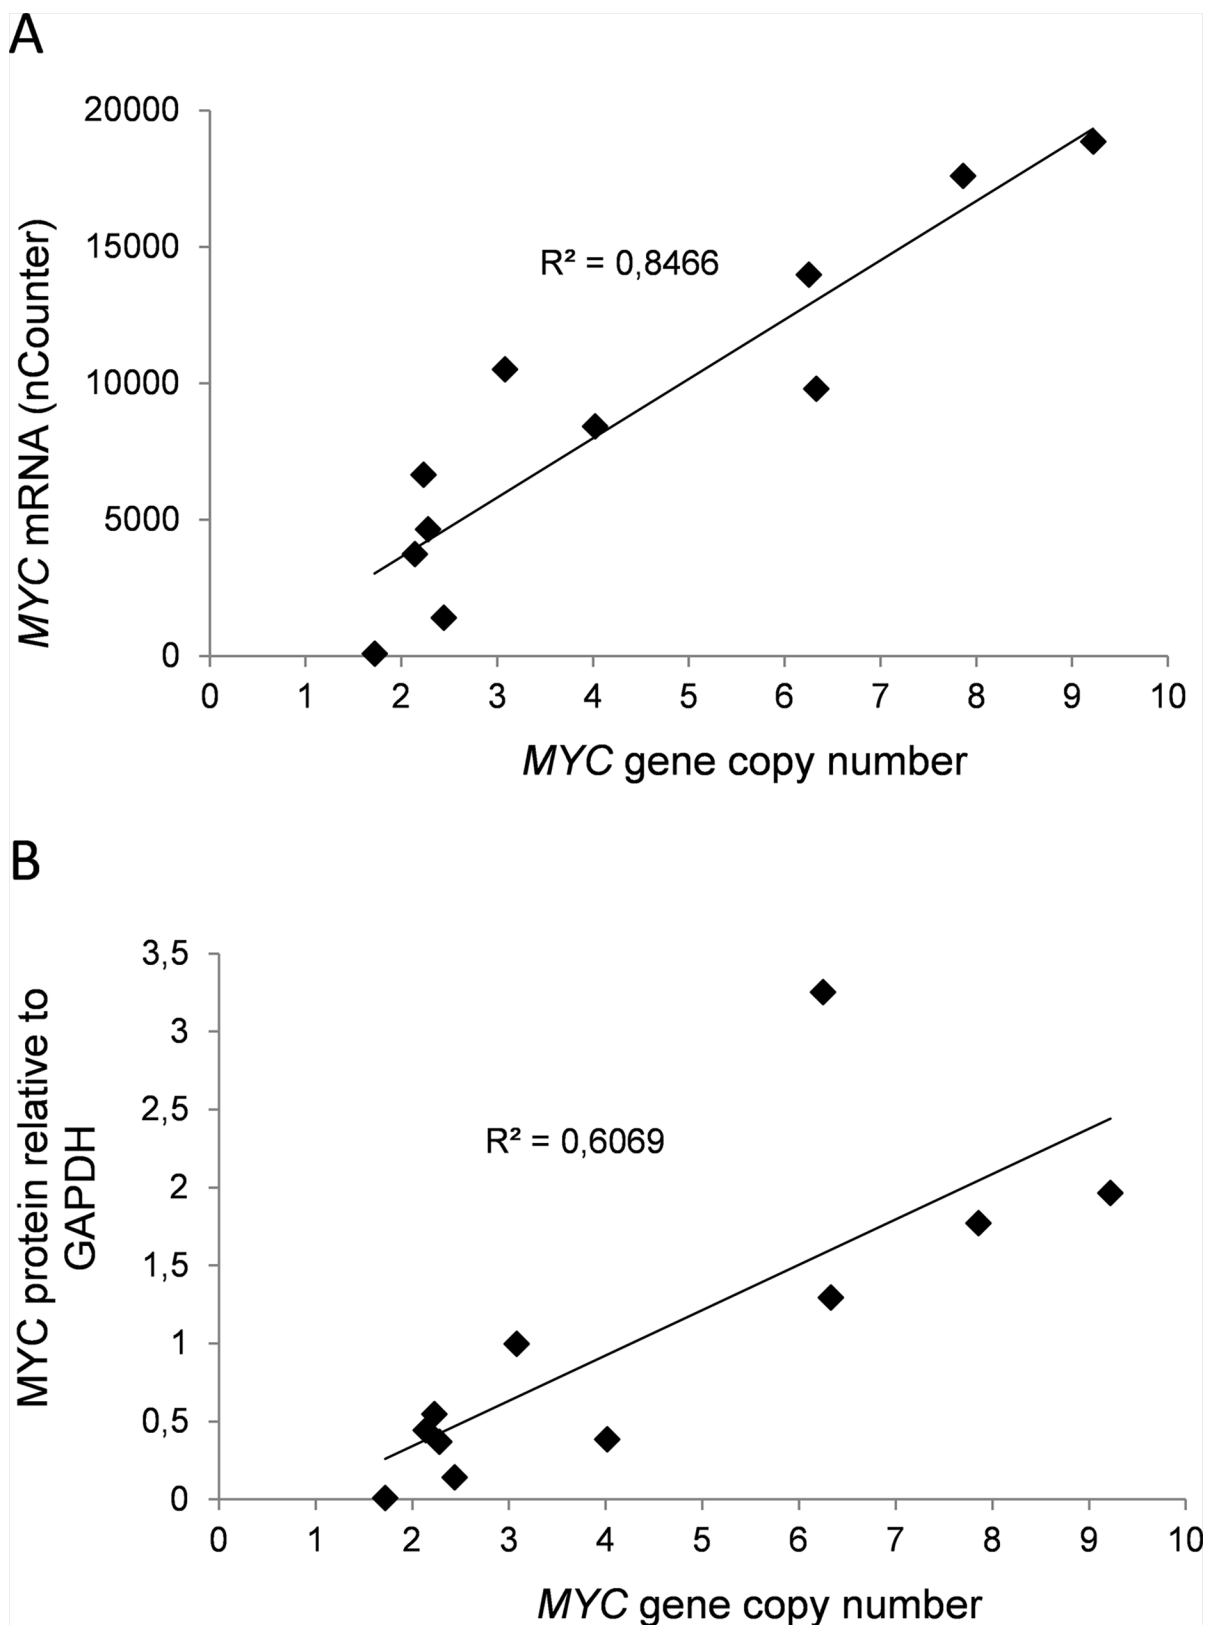 A
20000
15000
10000
5000
0
MYC mRNA (nCounter)
R² = 0,8466
0 1 2 3 4 5 6 7 8 9 10
MYC gene copy number
B
3,5
3
2,5
2
1,5
1
0,5
0
MYC protein relative to
GAPDH
R² = 0,6069
0 1 2 3 4 5 6 7 8 9 10
MYC gene copy number